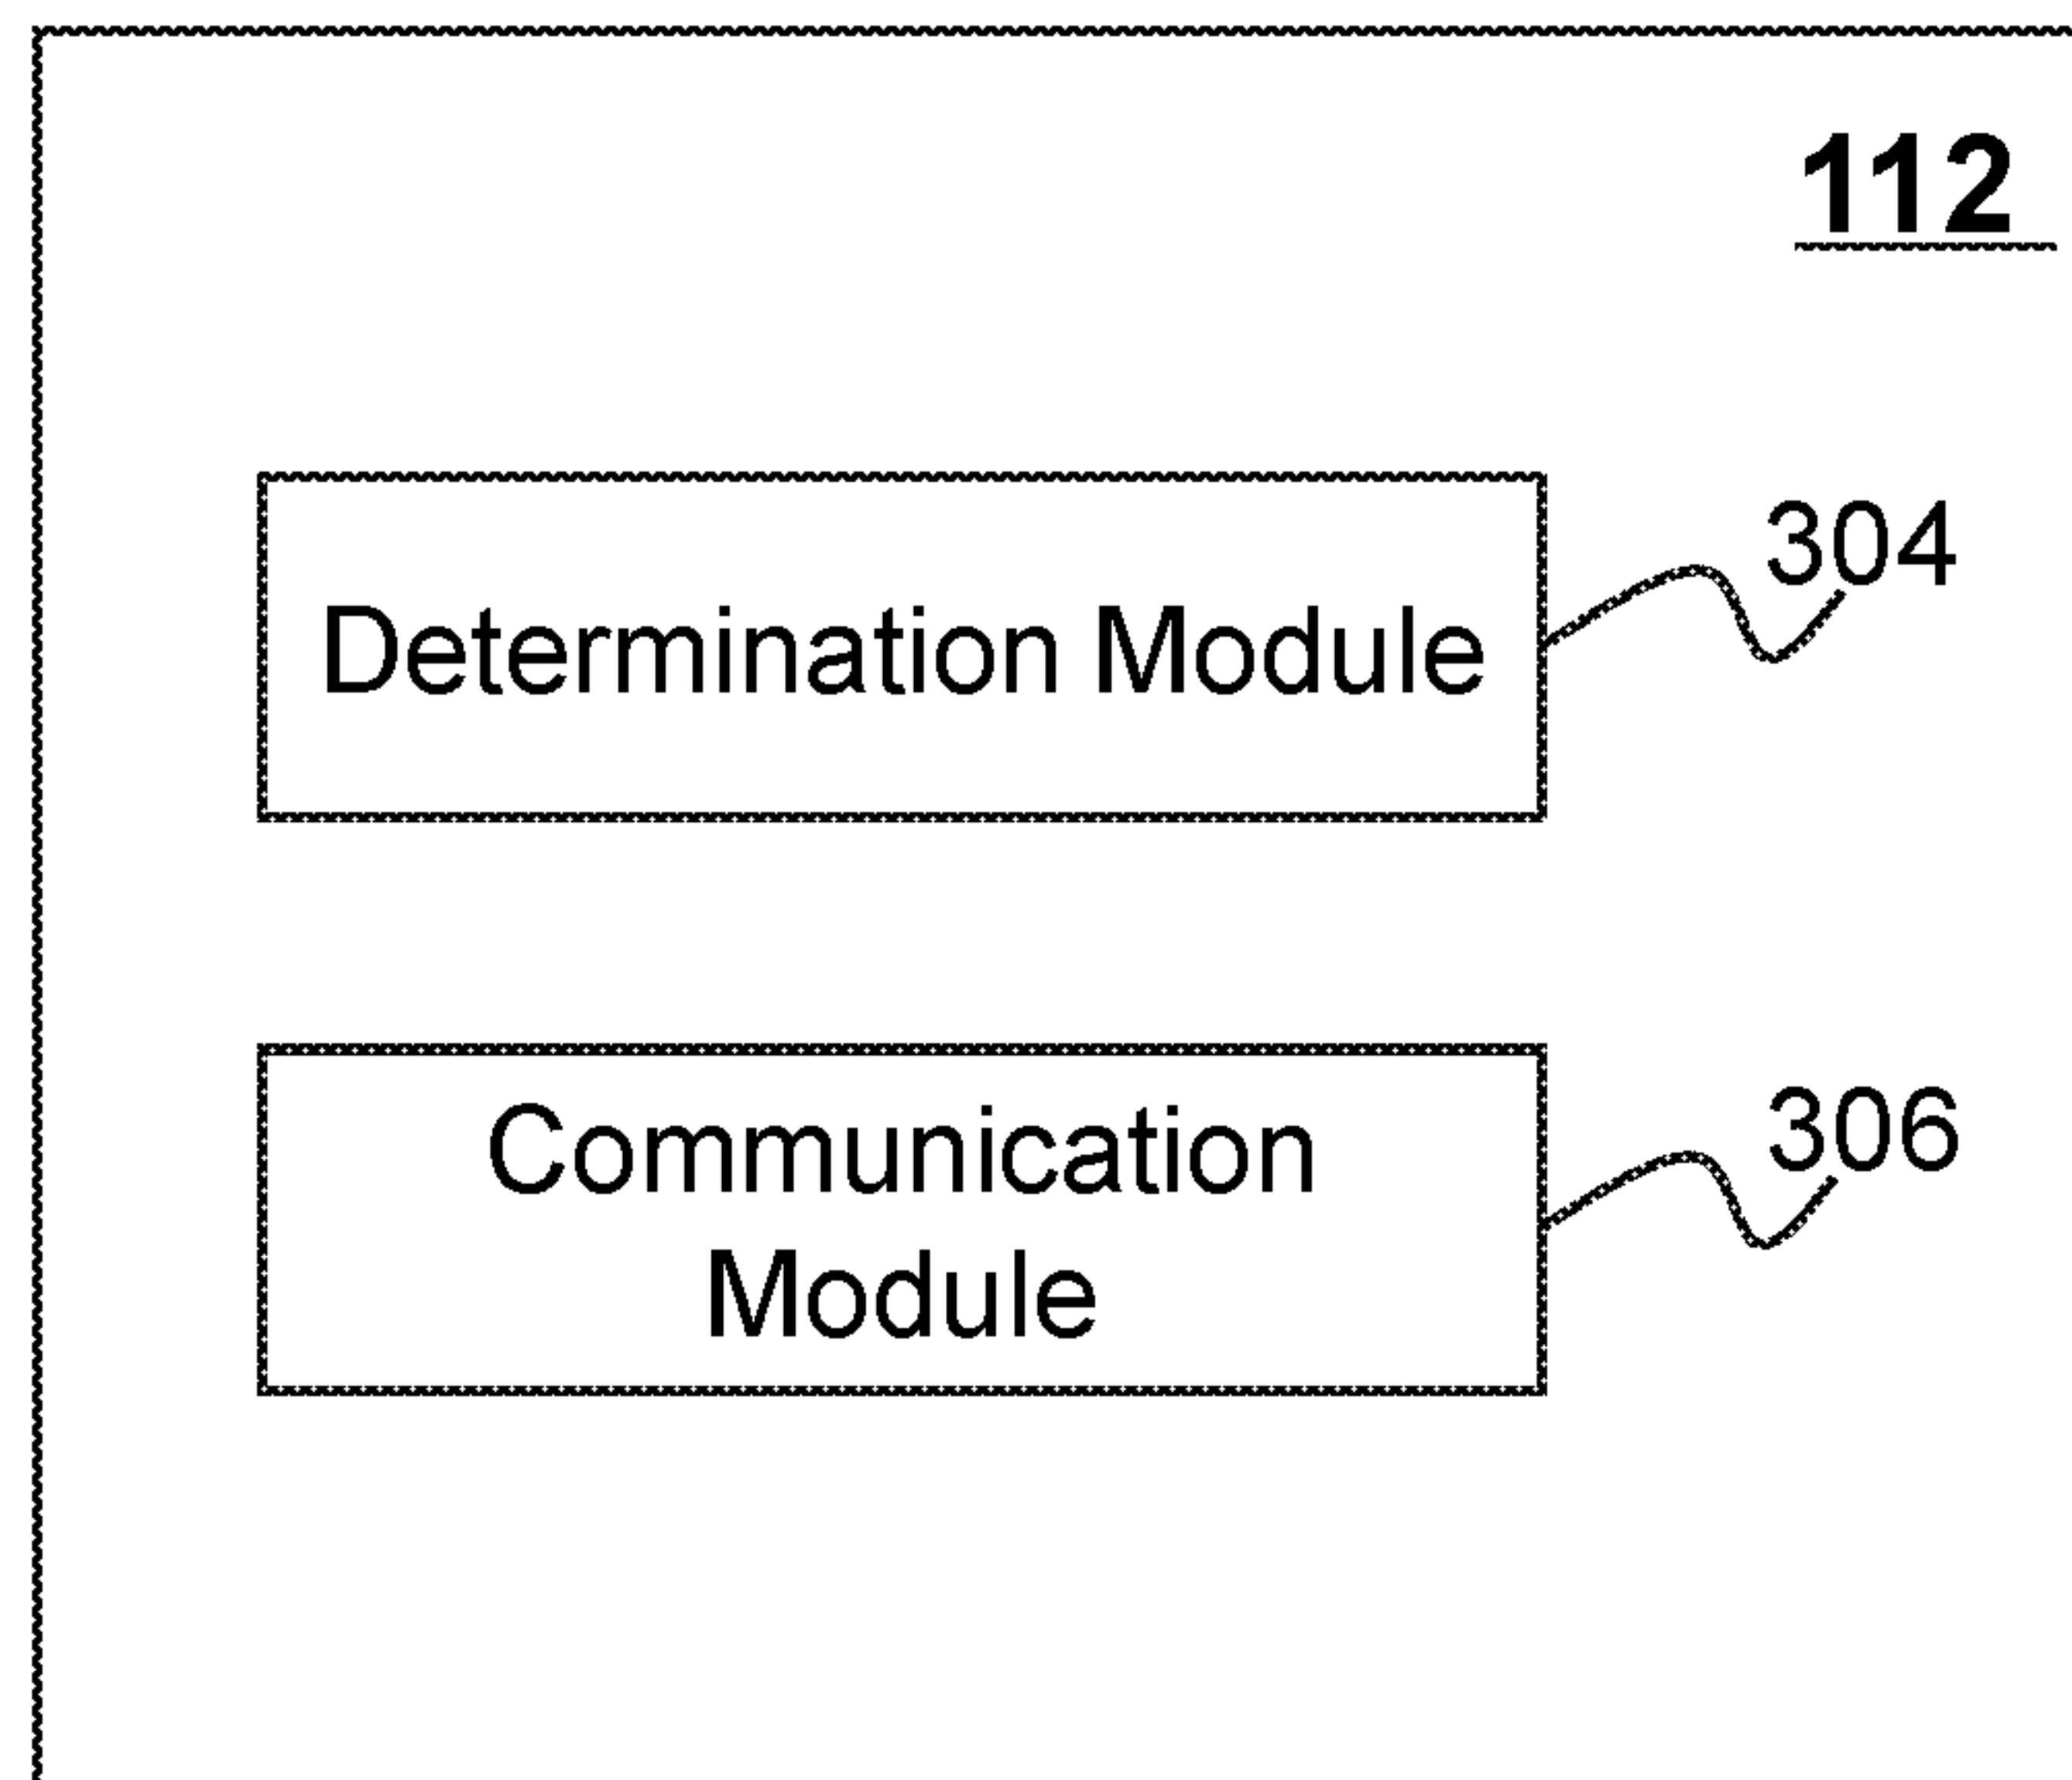 112
Determination Module
304
Communication
Module
306